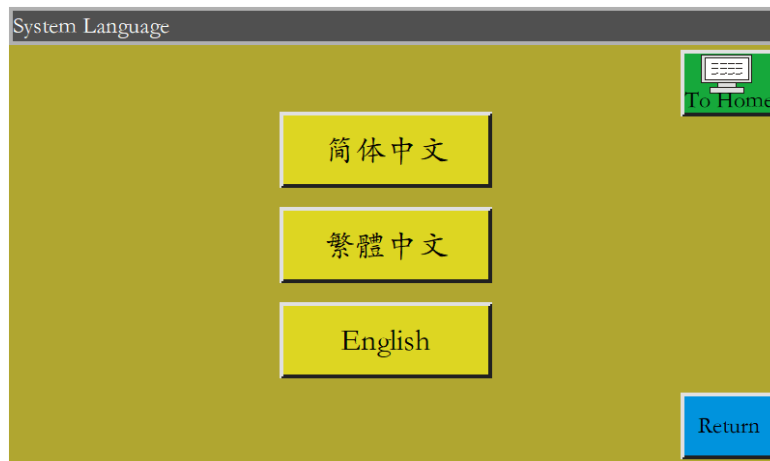 System Language
To Home
简体中文
繁體中文
English
Return